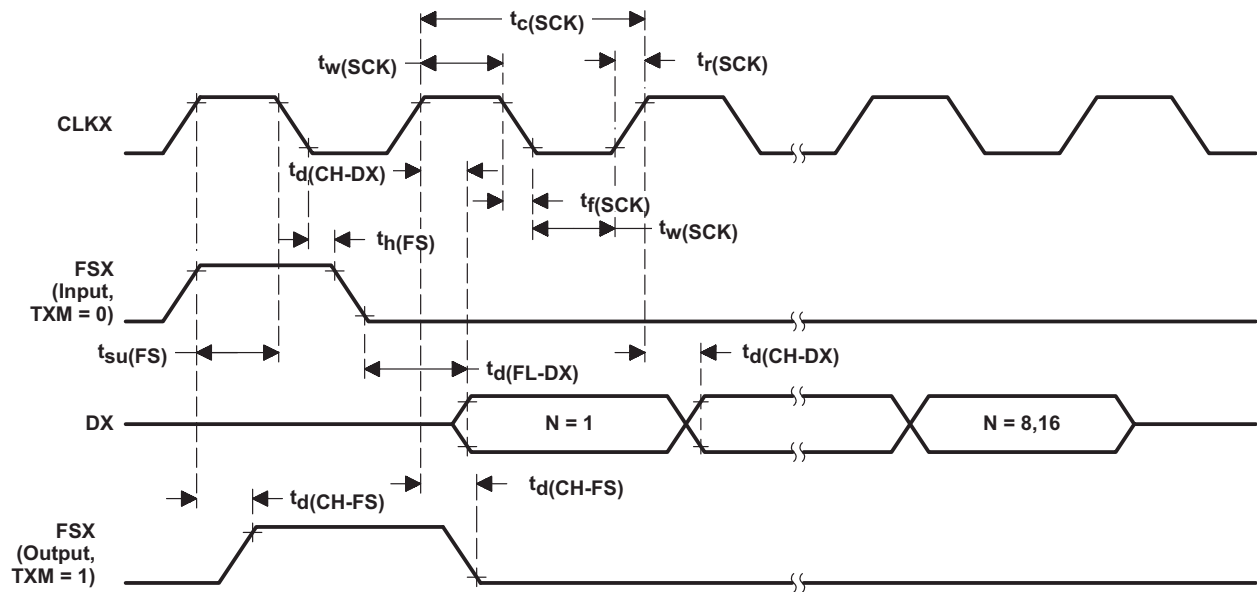 tc(SCK)
tw(SCK)
tr(SCK)
CLKX
td(CH-DX)
tf(SCK)
th(FS)
tw(SCK)
FSX
(Input,
TXM = 0)
tsu(FS)
td(FL-DX)
td(CH-DX)
DX
N = 1
N = 8,16
td(CH-FS)
td(CH-FS)
FSX
(Output,
TXM = 1)